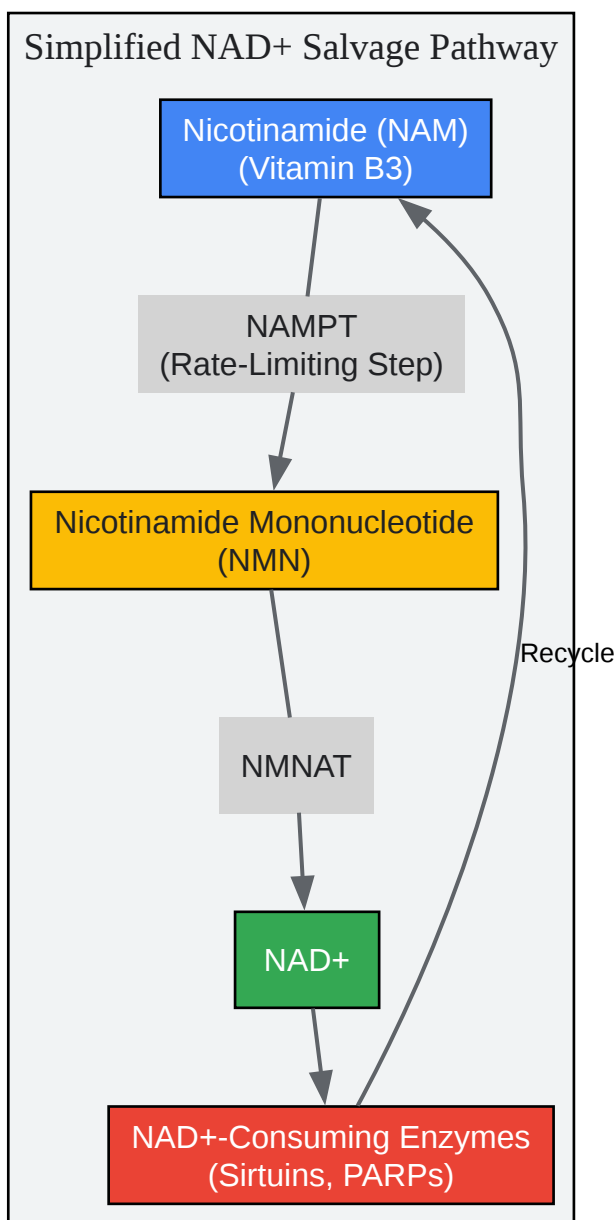 Simplified NAD+ Salvage Pathway
Nicotinamide (NAM)
(Vitamin B3)
NAMPT
(Rate-Limiting Step)
Nicotinamide Mononucleotide
(NMN)
Recycle
NMNAT
NAD+
NAD+-Consuming Enzymes
(Sirtuins, PARPs)